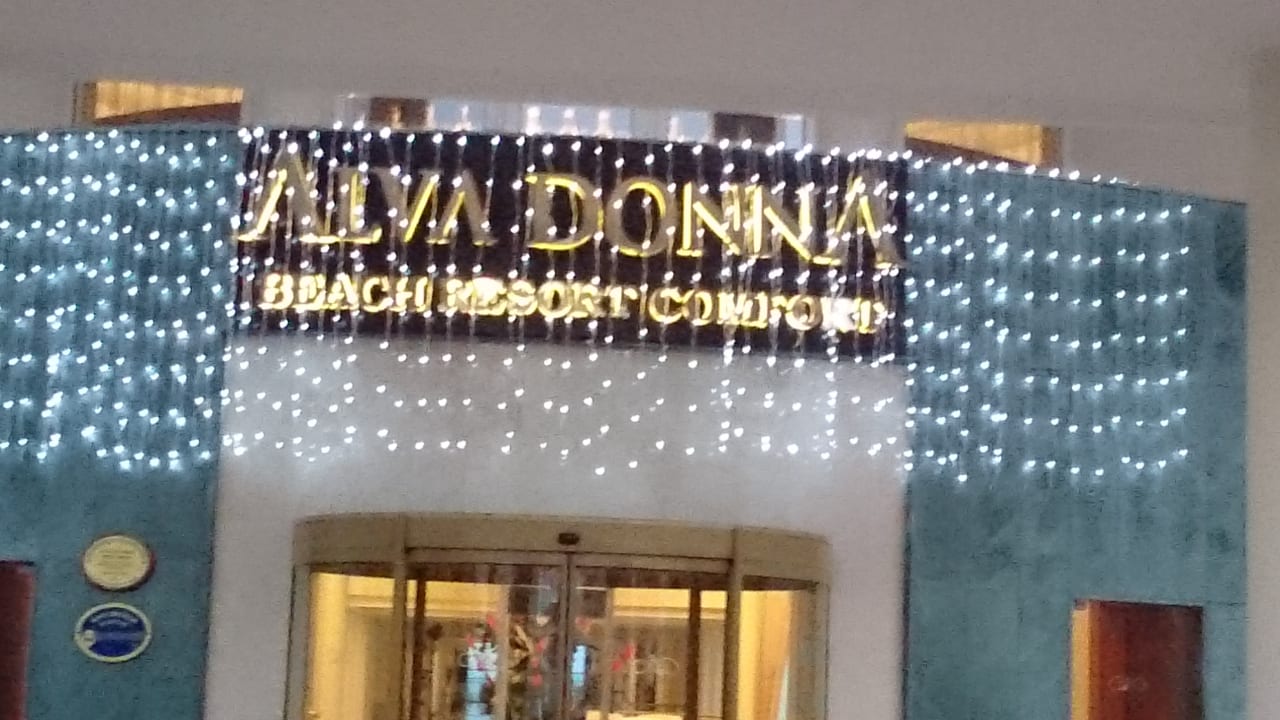 ALVA DONNA
BEACH RESORT COMFORT